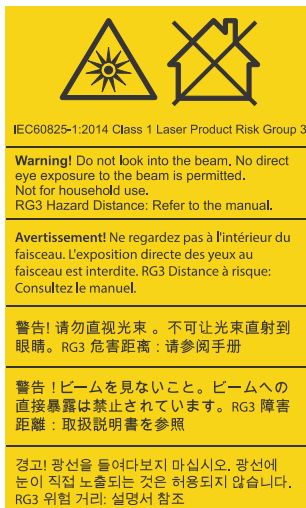 IEC60825-1:2014 Class 1 Laser Product Risk Group 3
Warning! Do not look into the beam. No direct
eye exposure to the beam is permitted.
Not for household use.
RG3 Hazard Distance: Refer to the manual.
Avertissement! Ne regardez pas à l'intérieur du
faisceau. L'exposition directe des yeux au
faisceau est interdite. RG3 Distance à risque:
Consultez le manuel.
警告! 请勿直视光束 。不可让光束直射到
眼睛。RG3 危害距离 : 请参阅手册
警告 ! ビームを見ないこと。ビームへの
直接暴露は禁止されています。RG3 障害
距離 : 取扱説明書を参照
경고! 광선을 들여다보지 마십시오. 광선에
눈이 직접 노출되는 것은 허용되지 않습니다.
RG3 위험 거리: 설명서 참조